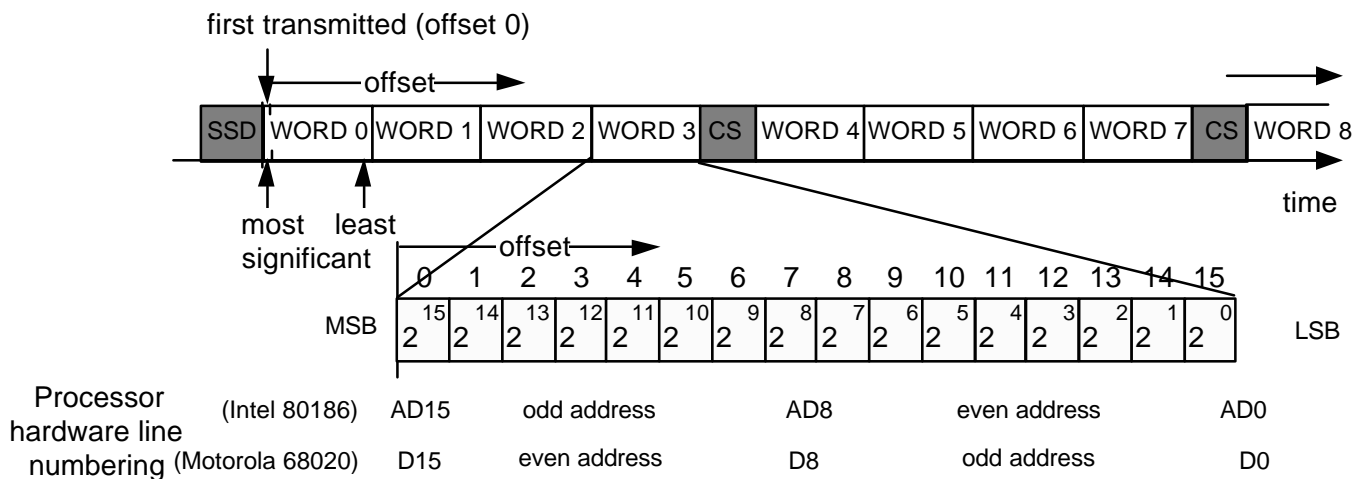 first transmitted (offset 0)
offset
SSD WORD 0 WORD 1 WORD 2 WORD 3 CS WORD 4 WORD 5 WORD 6 WORD 7 CS WORD 8
time
most least
significant
offset
0 1 2 3 4 5 6 7 8 9 10 11 12 13 14 15
MSB 2^15 2^14 2^13 2^12 2^11 2^10 2^9 2^8 2^7 2^6 2^5 2^4 2^3 2^2 2^1 2^0 LSB
Processor
hardware line
numbering
(Intel 80186) AD15 odd address AD8 even address AD0
(Motorola 68020) D15 even address D8 odd address D0